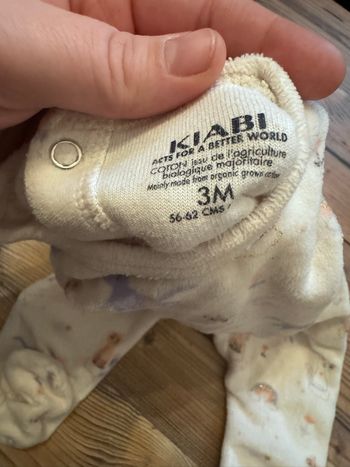 KIABI
ACTS FOR A BETTER WORLD
COTON issu de l'agriculture
biologique majoritaire
Mainly made from organic grown cotton
3M
56-62 CMS